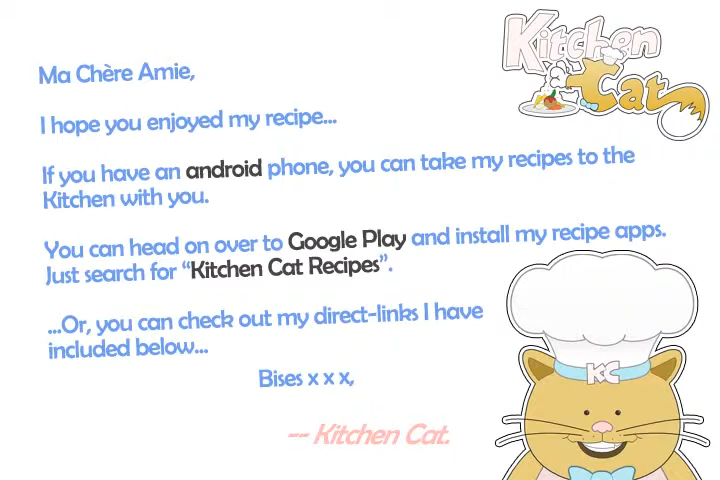 Kitchen
Cat
Ma Chère Amie,
I hope you enjoyed my recipe...
If you have an android phone, you can take my recipes to the
Kitchen with you.
You can head on over to Google Play and install my recipe apps.
Just search for “Kitchen Cat Recipes”.
...Or, you can check out my direct-links I have
included below...
Bises x x x,
-- Kitchen Cat.
KC